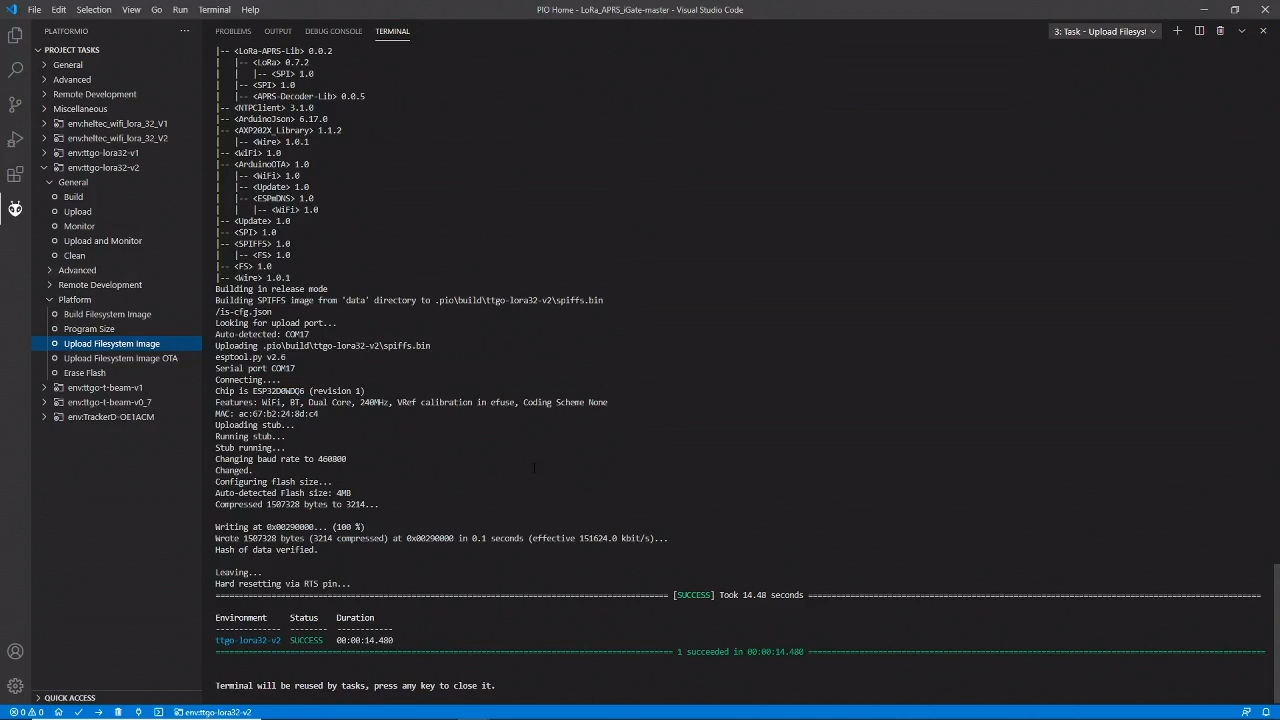 File Edit Selection View Go Run Terminal Help
PIO Home - LoRa_APRS_iGate-master - Visual Studio Code
PLATFORMIO ...
PROJECT TASKS
General
Advanced
Remote Development
Miscellaneous
env:heltec_wifi_lora_32_V1
env:heltec_wifi_lora_32_V2
env:ttgo-lora32-v1
env:ttgo-lora32-v2
General
Build
Upload
Monitor
Upload and Monitor
Clean
Advanced
Remote Development
Platform
Build Filesystem Image
Program Size
Upload Filesystem Image
Upload Filesystem Image OTA
Erase Flash
env:ttgo-t-beam-v1
env:ttgo-t-beam-v0_7
env:TrackerD-OE1ACM
QUICK ACCESS
PROBLEMS OUTPUT DEBUG CONSOLE TERMINAL
3: Task - Upload Filesyst
|-- <LoRa-APRS-Lib> 0.0.2
|   |-- <LoRa> 0.7.2
|   |   |-- <SPI> 1.0
|   |-- <SPI> 1.0
|   |-- <APRS-Decoder-Lib> 0.0.5
|-- <NTPClient> 3.1.0
|-- <ArduinoJson> 6.17.0
|-- <AXP202X_Library> 1.1.2
|   |-- <Wire> 1.0.1
|-- <WiFi> 1.0
|-- <ArduinoOTA> 1.0
|   |-- <WiFi> 1.0
|   |-- <Update> 1.0
|   |-- <ESPmDNS> 1.0
|   |   |-- <WiFi> 1.0
|-- <Update> 1.0
|-- <SPI> 1.0
|-- <SPIFFS> 1.0
|   |-- <FS> 1.0
|-- <FS> 1.0
|-- <Wire> 1.0.1
Building in release mode
Building SPIFFS image from 'data' directory to .pio\build\ttgo-lora32-v2\spiffs.bin
/is-cfg.json
Looking for upload port...
Auto-detected: COM17
Uploading .pio\build\ttgo-lora32-v2\spiffs.bin
esptool.py v2.6
Serial port COM17
Connecting....
Chip is ESP32D0WDQ6 (revision 1)
Features: WiFi, BT, Dual Core, 240MHz, VRef calibration in efuse, Coding Scheme None
MAC: ac:67:b2:24:8d:c4
Uploading stub...
Running stub...
Stub running...
Changing baud rate to 460800
Changed.
Configuring flash size...
Auto-detected Flash size: 4MB
Compressed 1507328 bytes to 3214...
Writing at 0x00290000... (100 %)
Wrote 1507328 bytes (3214 compressed) at 0x00290000 in 0.1 seconds (effective 151624.0 kbit/s)...
Hash of data verified.
Leaving...
Hard resetting via RTS pin...
[SUCCESS] Took 14.48 seconds
Environment Status Duration
ttgo-lora32-v2 SUCCESS 00:00:14.480
1 succeeded in 00:00:14.480
Terminal will be reused by tasks, press any key to close it.
0 0 env:ttgo-lora32-v2